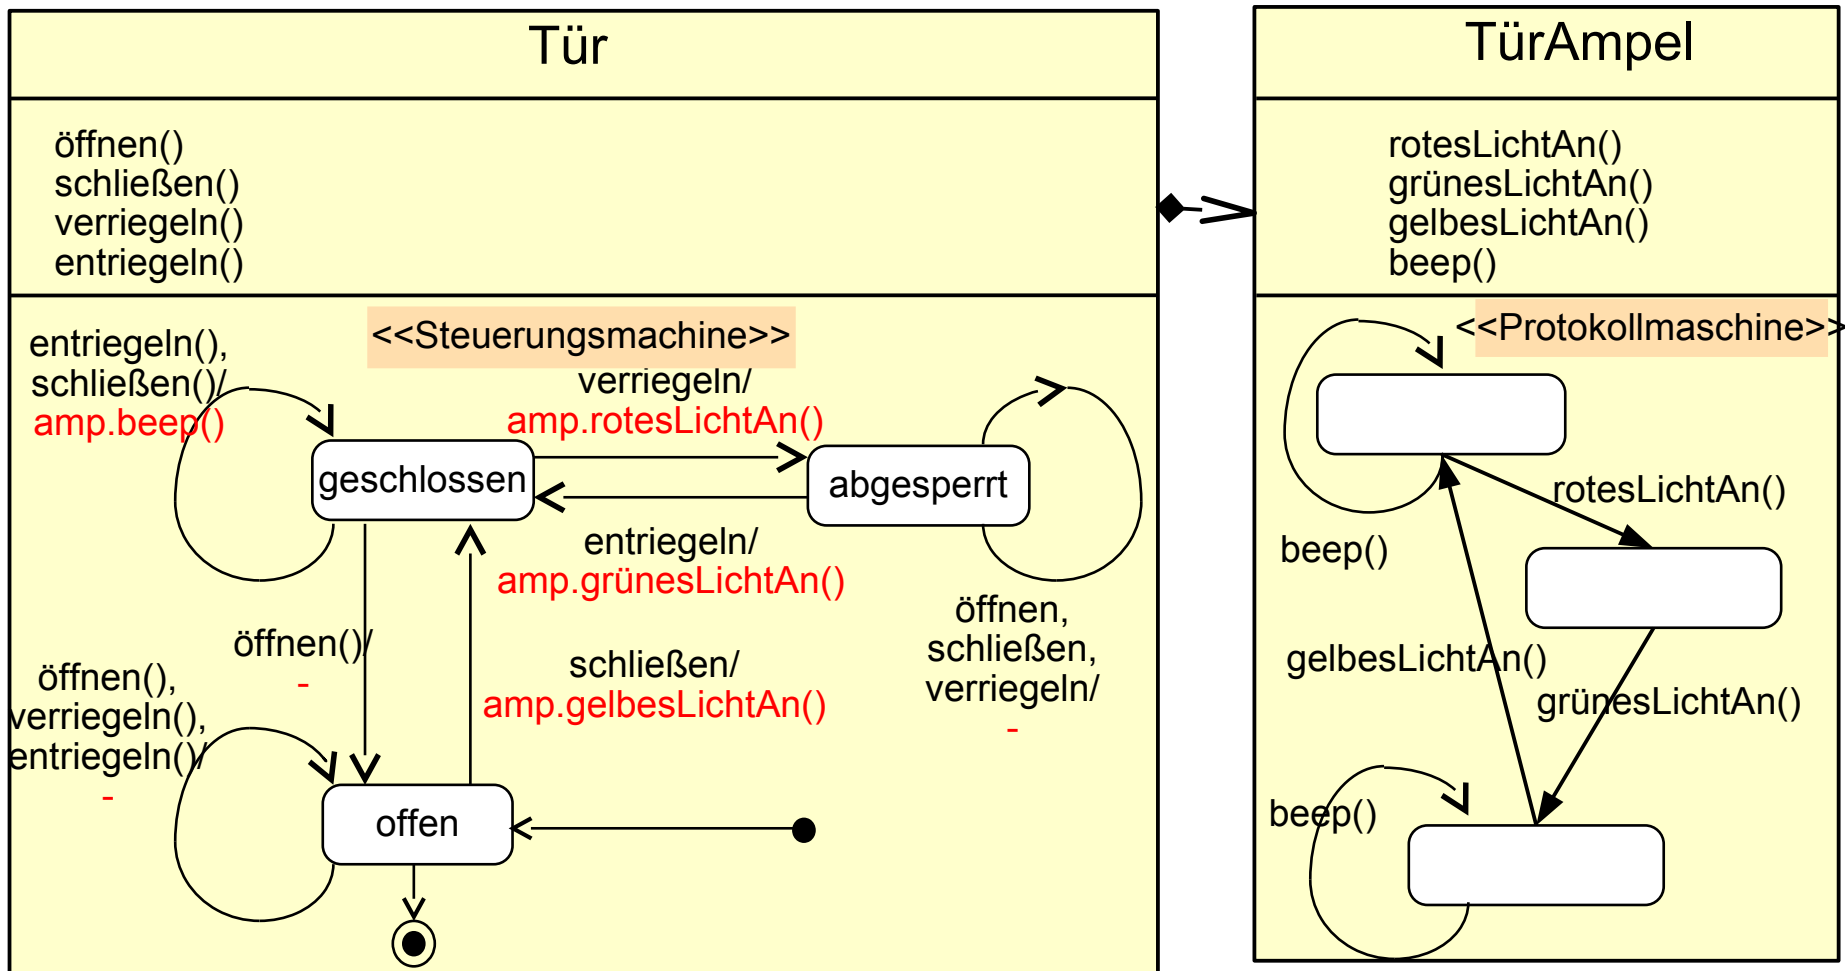 Tür
öffnen()
schließen()
verriegeln()
entriegeln()
<<Steuerungsmachine>>
entriegeln(),
schließen()/
amp.beep()
verriegeln/
amp.rotesLichtAn()
geschlossen
abgesperrt
entriegeln/
amp.grünesLichtAn()
öffnen,
schließen,
verriegeln/
-
öffnen()/
-
schließen/
amp.gelbesLichtAn()
öffnen(),
verriegeln(),
entriegeln()/
-
offen
TürAmpel
rotesLichtAn()
grünesLichtAn()
gelbesLichtAn()
beep()
<<Protokollmaschine>>
rotesLichtAn()
beep()
gelbesLichtAn()
grünesLichtAn()
beep()